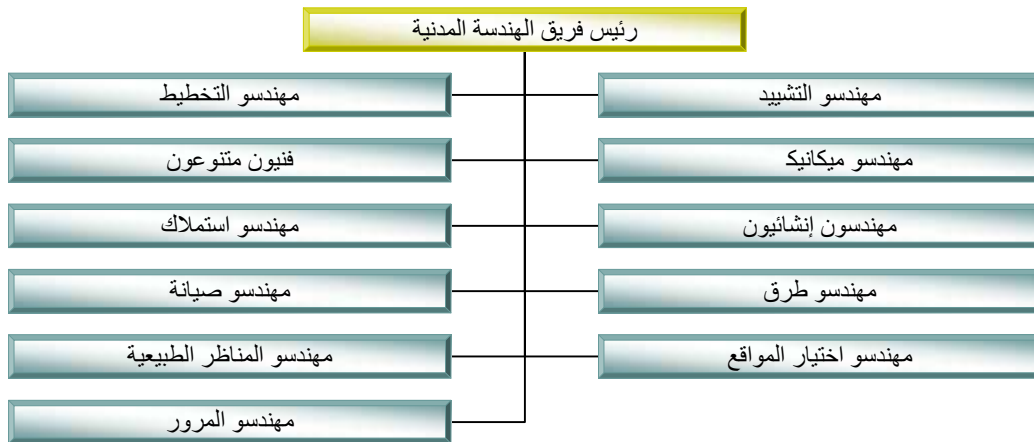 رئيس فريق الهندسة المدنية
مهندسو التشييد
مهندسو التخطيط
مهندسو ميكانيك
فنيون متنوعون
مهندسون إنشائيون
مهندسو استملاك
مهندسو طرق
مهندسو صيانة
مهندسو اختيار المواقع
مهندسو المناظر الطبيعية
مهندسو المرور